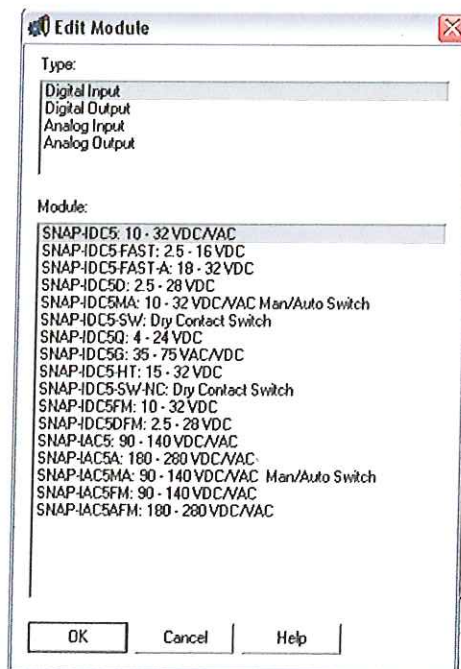 Edit Module
Type:
Digital Input
Digital Output
Analog Input
Analog Output
Module:
SNAP-IDC5: 10 - 32 VDC/VAC
SNAP-IDC5-FAST: 2.5 - 16 VDC
SNAP-IDC5-FAST-A: 18 - 32 VDC
SNAP-IDC5D: 2.5 - 28 VDC
SNAP-IDC5MA: 10 - 32 VDC/VAC Man/Auto Switch
SNAP-IDC5-SW: Dry Contact Switch
SNAP-IDC5Q: 4 - 24 VDC
SNAP-IDC5G: 35 - 75 VAC/VDC
SNAP-IDC5-HT: 15 - 32 VDC
SNAP-IDC5-SW-NC: Dry Contact Switch
SNAP-IDC5FM: 10 - 32 VDC
SNAP-IDC5DFM: 2.5 - 28 VDC
SNAP-IAC5: 90 - 140 VDC/VAC
SNAP-IAC5A: 180 - 280 VDC/VAC
SNAP-IAC5MA: 90 - 140 VDC/VAC Man/Auto Switch
SNAP-IAC5FM: 90 - 140 VDC/VAC
SNAP-IAC5AFM: 180 - 280 VDC/VAC
OK Cancel Help